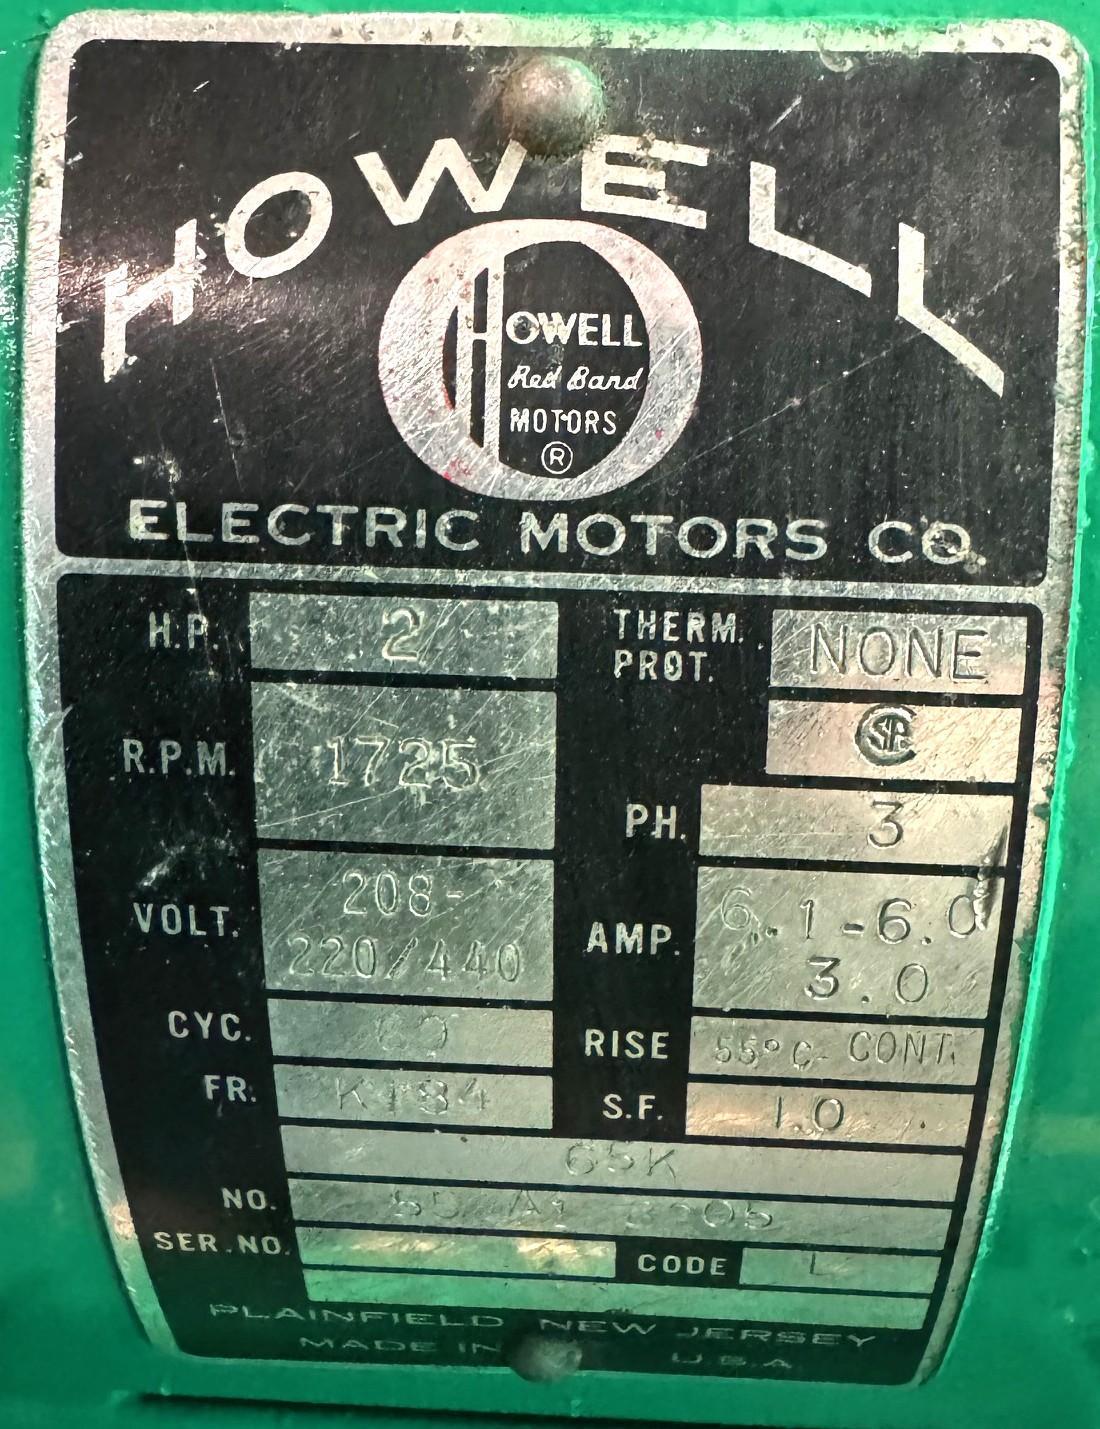 HOWELL
HOWELL
Red Band
MOTORS
®
ELECTRIC MOTORS CO.
H.P. 2
THERM. PROT. NONE
R.P.M. 1725
PH. 3
VOLT. 208-
220/440
AMP. 6.1-6.0
3.0
CYC. 60
RISE 55°C- CONT.
FR. K184
S.F. 1.0
65K
NO.
SER.NO.
CODE L
PLAINFIELD NEW JERSEY
MADE IN U.S.A.